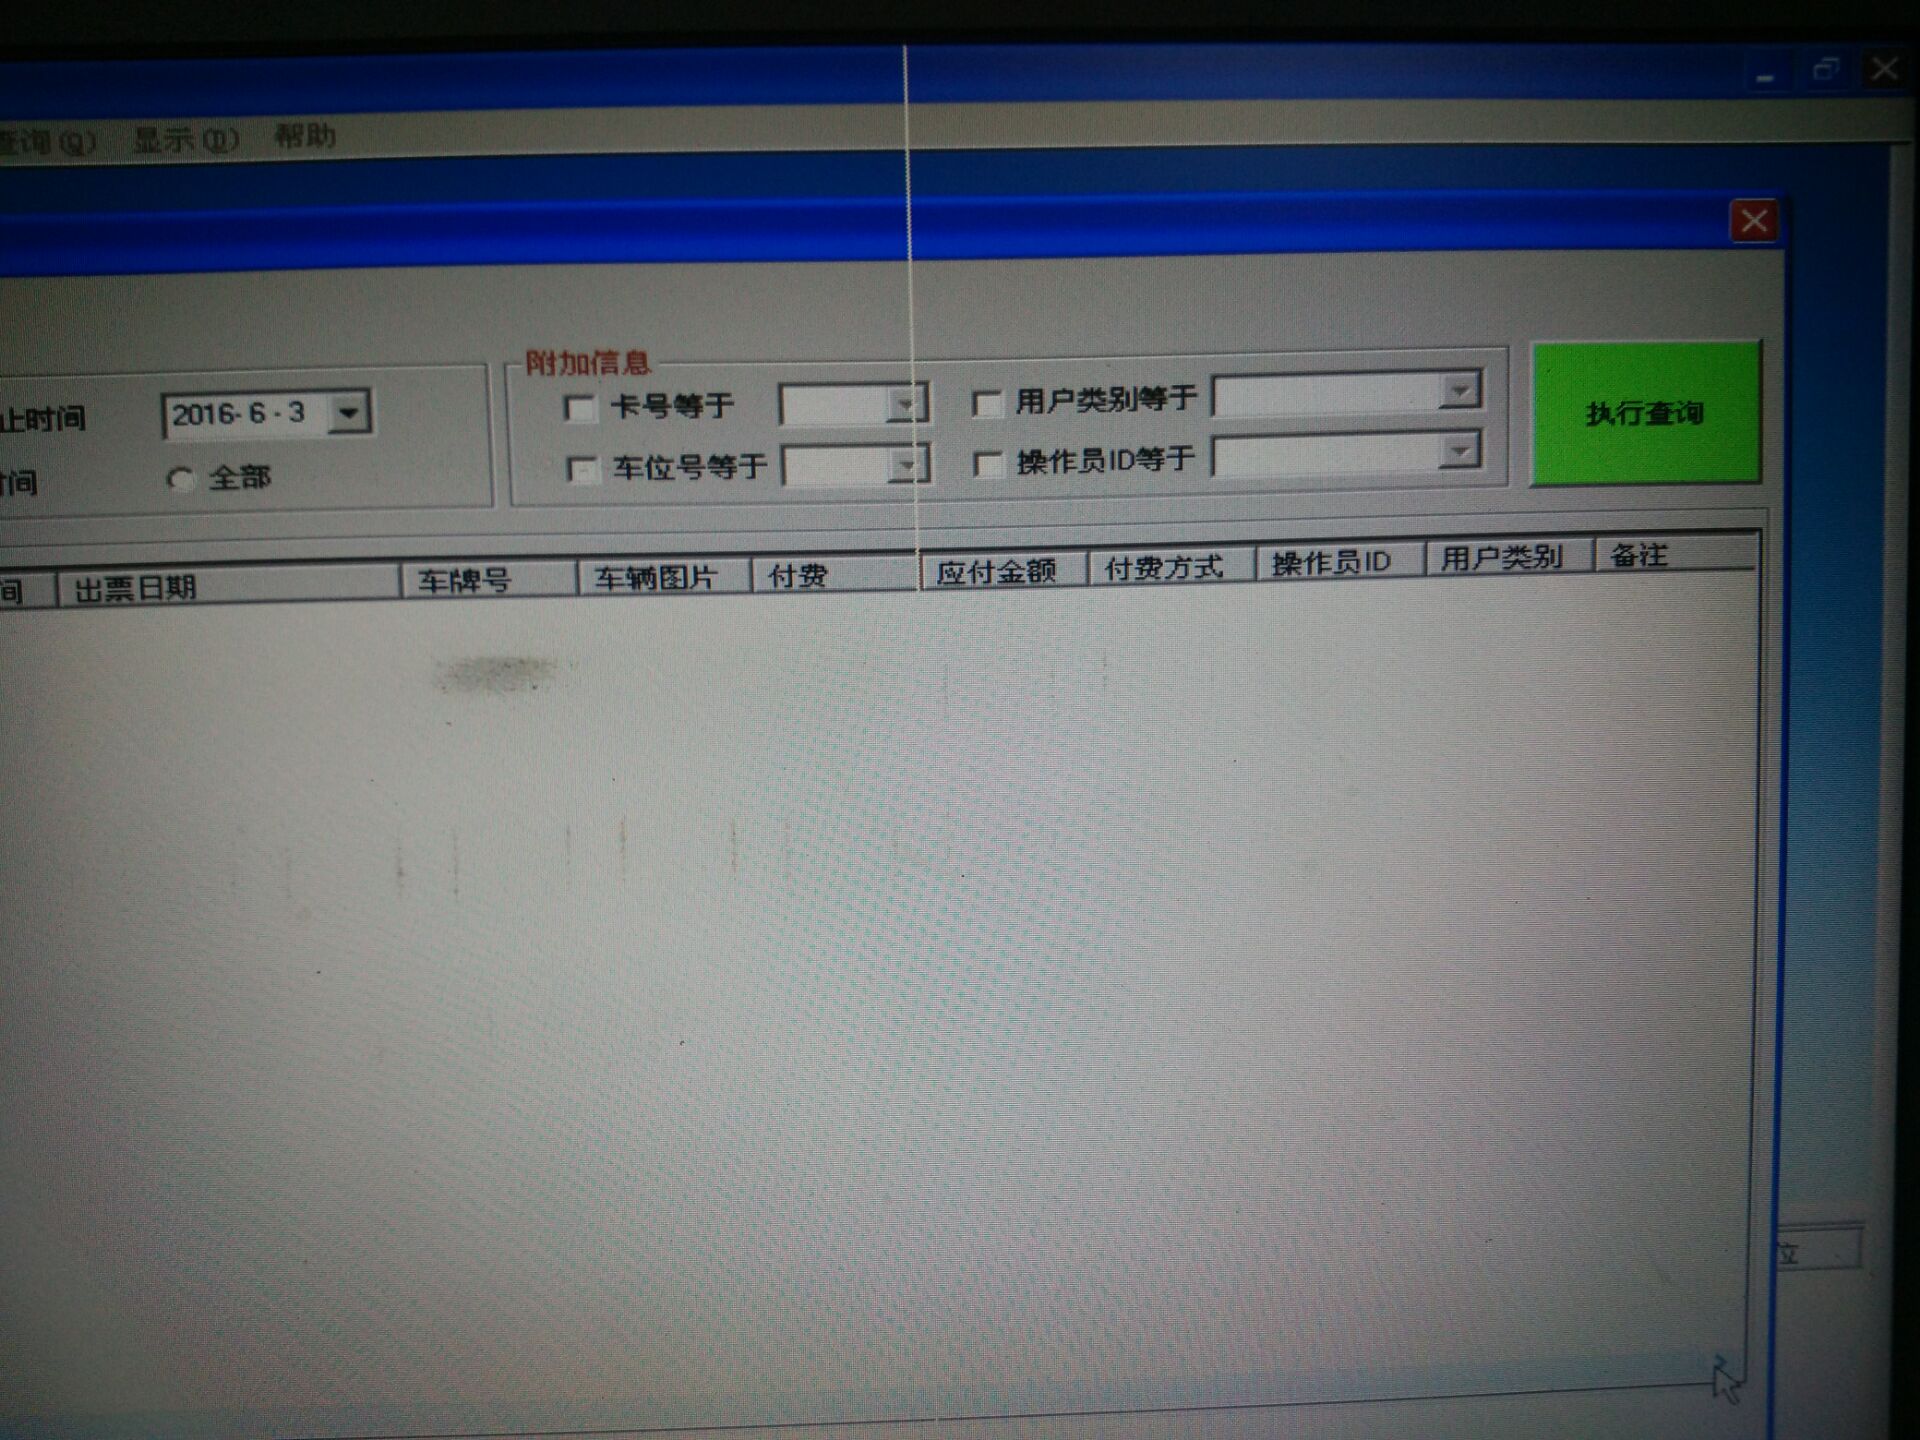 查询(Q) 显示(D) 帮助
附加信息
止时间 2016-6-3 卡号等于 用户类别等于 执行查询
时间 全部 车位号等于 操作员ID等于
间 出票日期 车牌号 车辆图片 付费 应付金额 付费方式 操作员ID 用户类别 备注
位